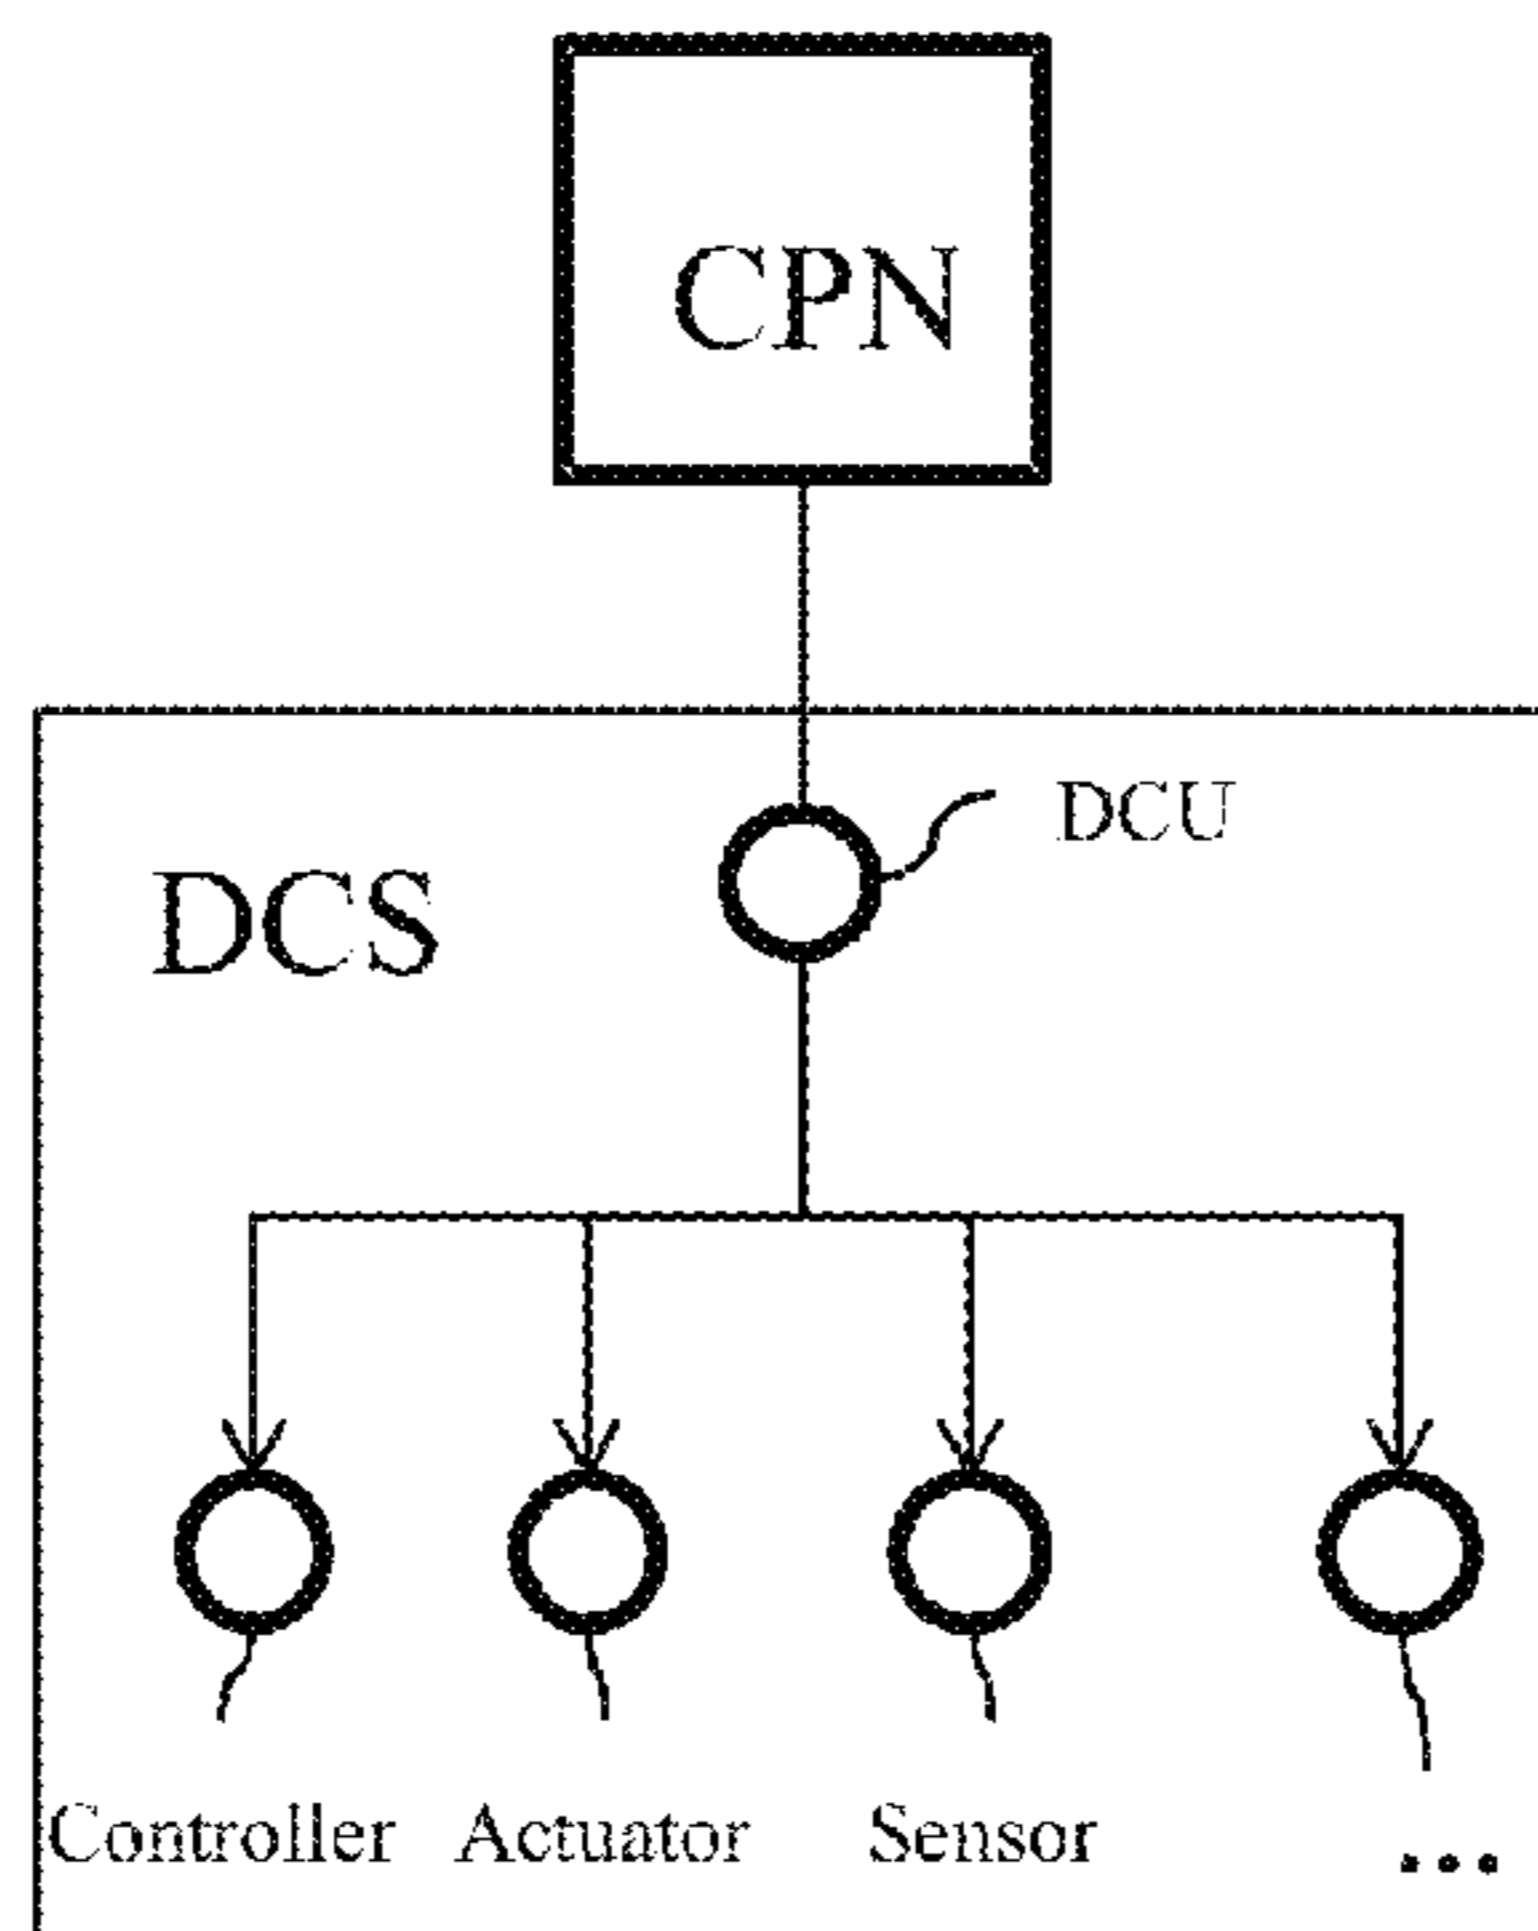 CPN
DCU
DCS
Controller Actuator Sensor ...